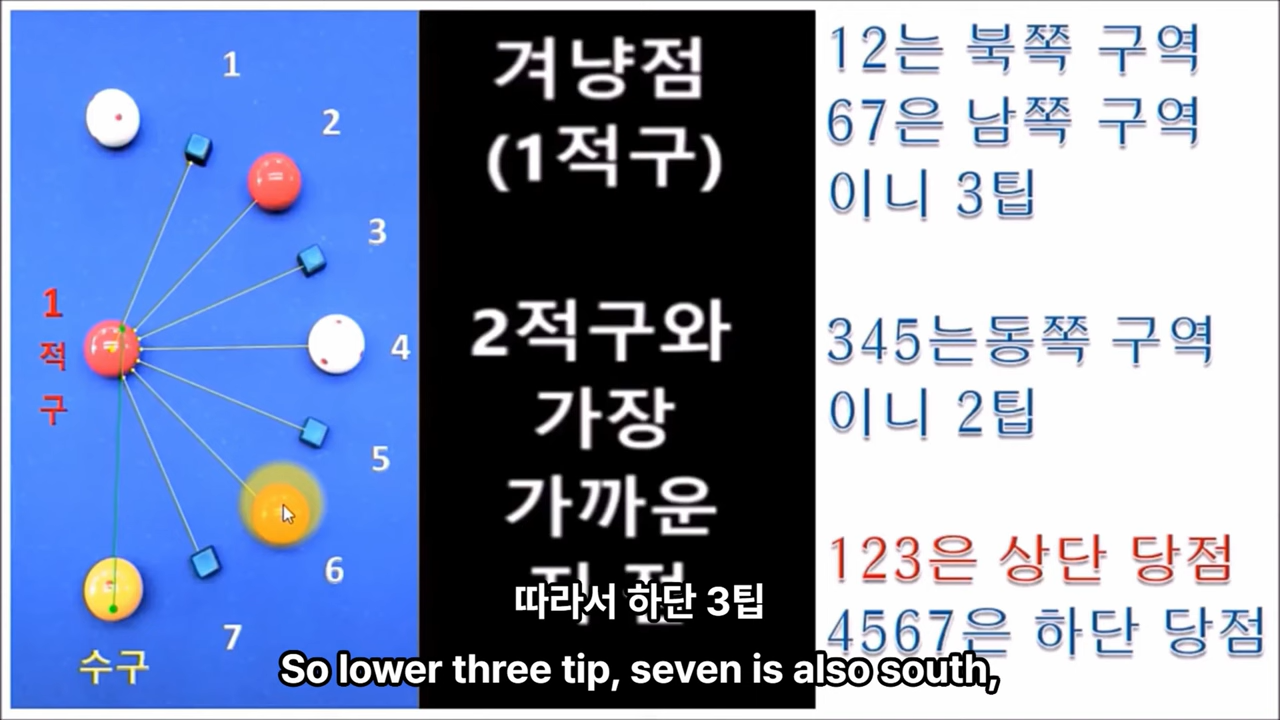 1
2
3
4
5
6
7
1
적
구
수구
겨냥점
(1적구)
2적구와
가장
가까운
12는 북쪽 구역
67은 남쪽 구역
이니 3팁
345는동쪽 구역
이니 2팁
123은 상단 당점
4567은 하단 당점
따라서 하단 3팁
So lower three tip, seven is also south,